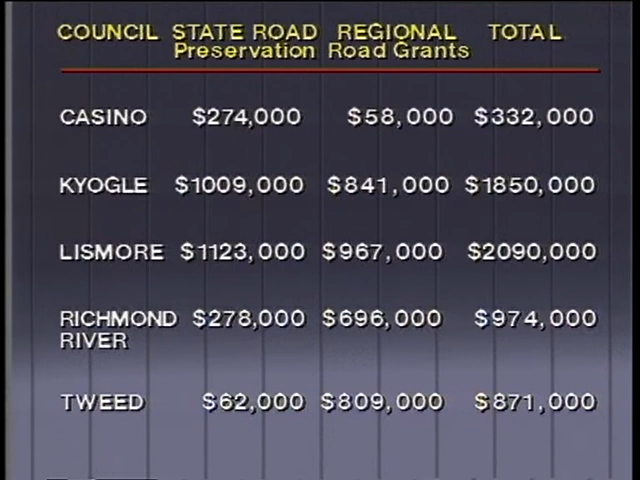 COUNCIL STATE ROAD REGIONAL TOTAL
Preservation Road Grants
CASINO $274,000 $58,000 $332,000
KYOGLE $1009,000 $841,000 $1850,000
LISMORE $1123,000 $967,000 $2090,000
RICHMOND $278,000 $696,000 $974,000
RIVER
TWEED $62,000 $809,000 $871,000